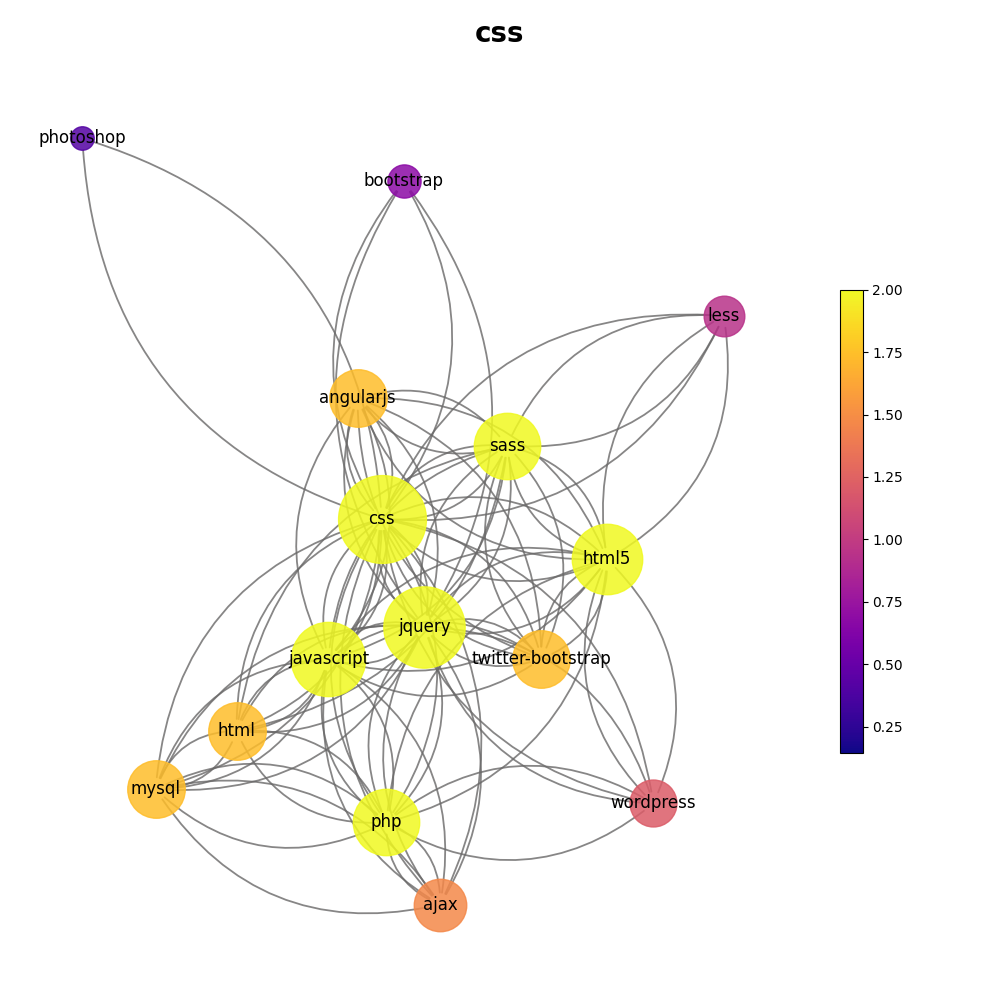 css
photoshop
bootstrap
less
angularjs
sass
css
html5
jquery
javascript
twitter-bootstrap
html
mysql
wordpress
php
ajax
2.00
1.75
1.50
1.25
1.00
0.75
0.50
0.25